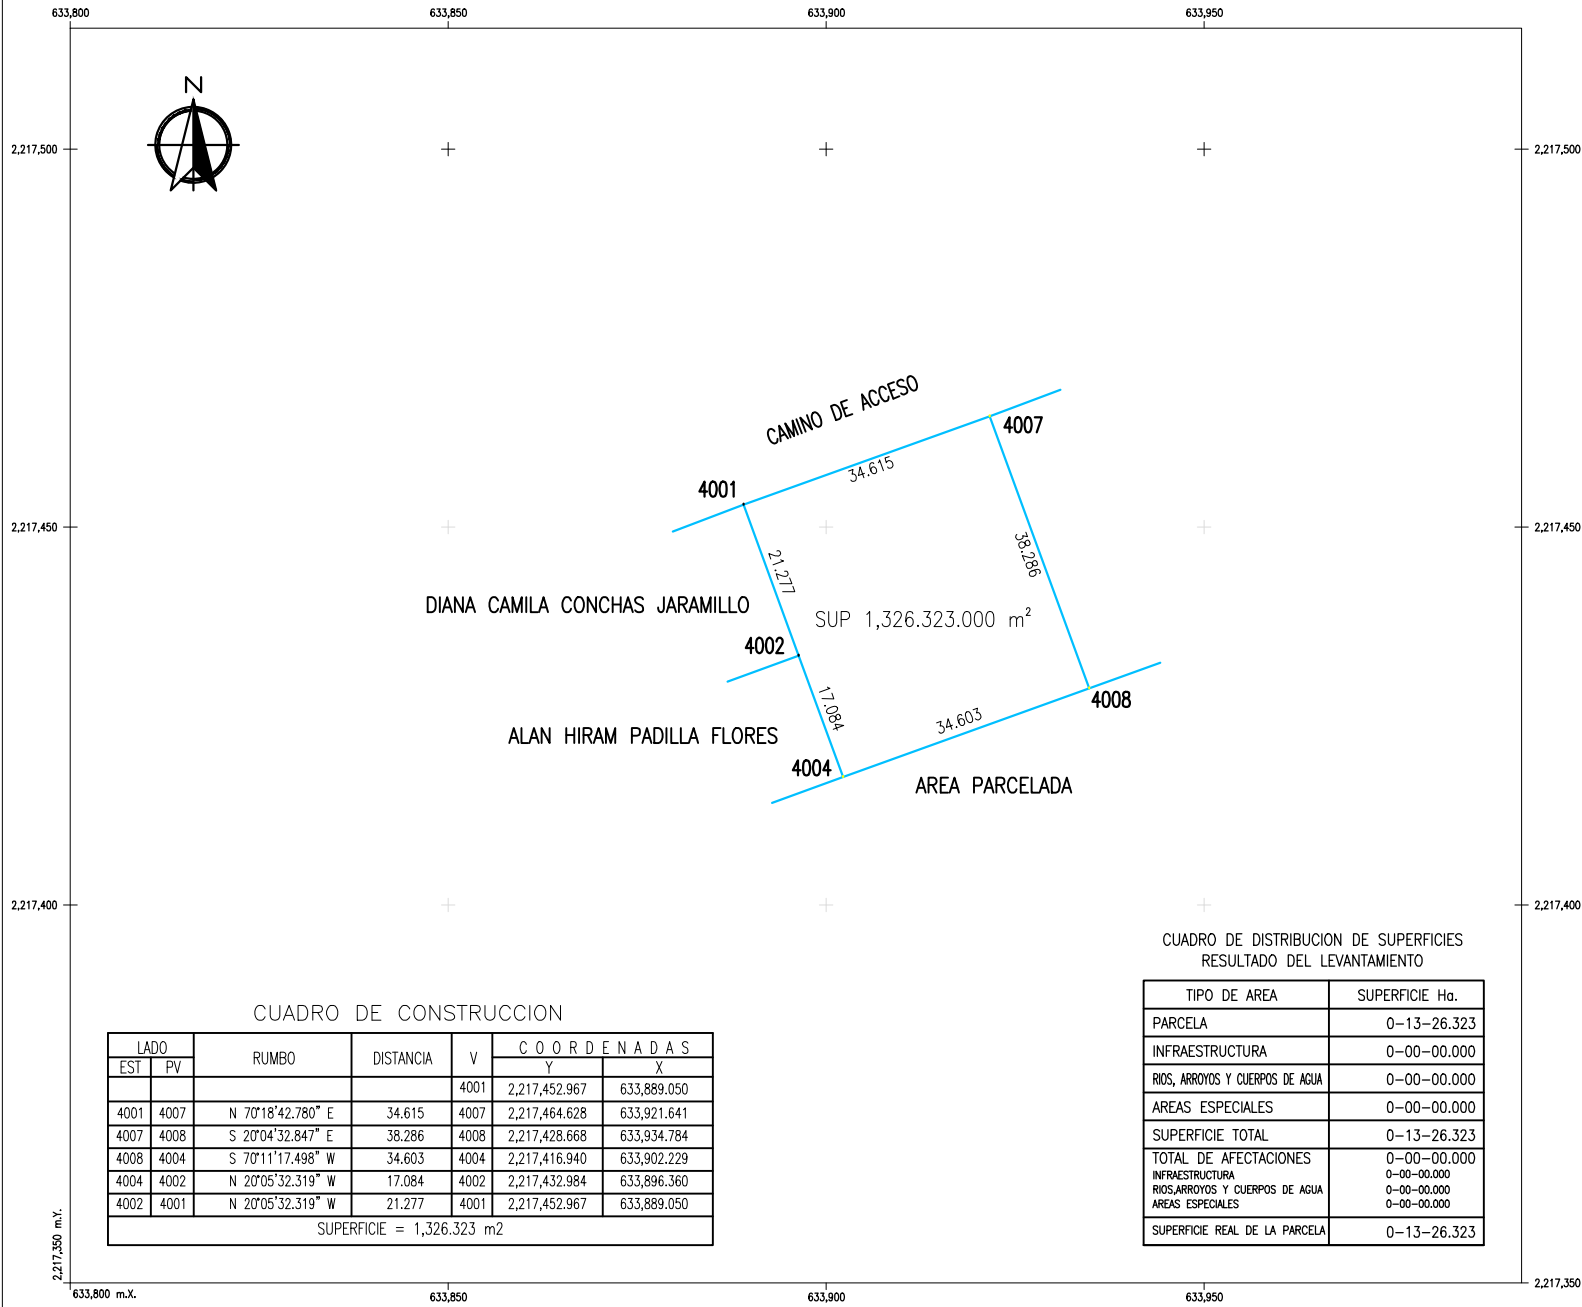 633,800 633,850 633,900 633,950
N
2,217,500 2,217,500
CAMINO DE ACCESO
4007
34.615
4001
2,217,450 2,217,450
38.286
21.277
DIANA CAMILA CONCHAS JARAMILLO
SUP 1,326.323.000 m²
4002
17.084
4008
34.603
ALAN HIRAM PADILLA FLORES
4004
AREA PARCELADA
2,217,400 2,217,400
CUADRO DE CONSTRUCCION
LADO RUMBO DISTANCIA V COORDENADAS
EST PV Y X
4001 2,217,452.967 633,889.050
4001 4007 N 70°18'42.780" E 34.615 4007 2,217,464.628 633,921.641
4007 4008 S 20°04'32.847" E 38.286 4008 2,217,428.668 633,934.784
4008 4004 S 70°11'17.498" W 34.603 4004 2,217,416.940 633,902.229
4004 4002 N 20°05'32.319" W 17.084 4002 2,217,432.984 633,896.360
4002 4001 N 20°05'32.319" W 21.277 4001 2,217,452.967 633,889.050
SUPERFICIE = 1,326.323 m2
CUADRO DE DISTRIBUCION DE SUPERFICIES
RESULTADO DEL LEVANTAMIENTO
TIPO DE AREA SUPERFICIE Ha.
PARCELA 0-13-26.323
INFRAESTRUCTURA 0-00-00.000
RIOS, ARROYOS Y CUERPOS DE AGUA 0-00-00.000
AREAS ESPECIALES 0-00-00.000
SUPERFICIE TOTAL 0-13-26.323
TOTAL DE AFECTACIONES 0-00-00.000
INFRAESTRUCTURA 0-00-00.000
RIOS,ARROYOS Y CUERPOS DE AGUA 0-00-00.000
AREAS ESPECIALES 0-00-00.000
SUPERFICIE REAL DE LA PARCELA 0-13-26.323
2,217,350 m.Y. 2,217,350
633,800 m.X. 633,850 633,900 633,950